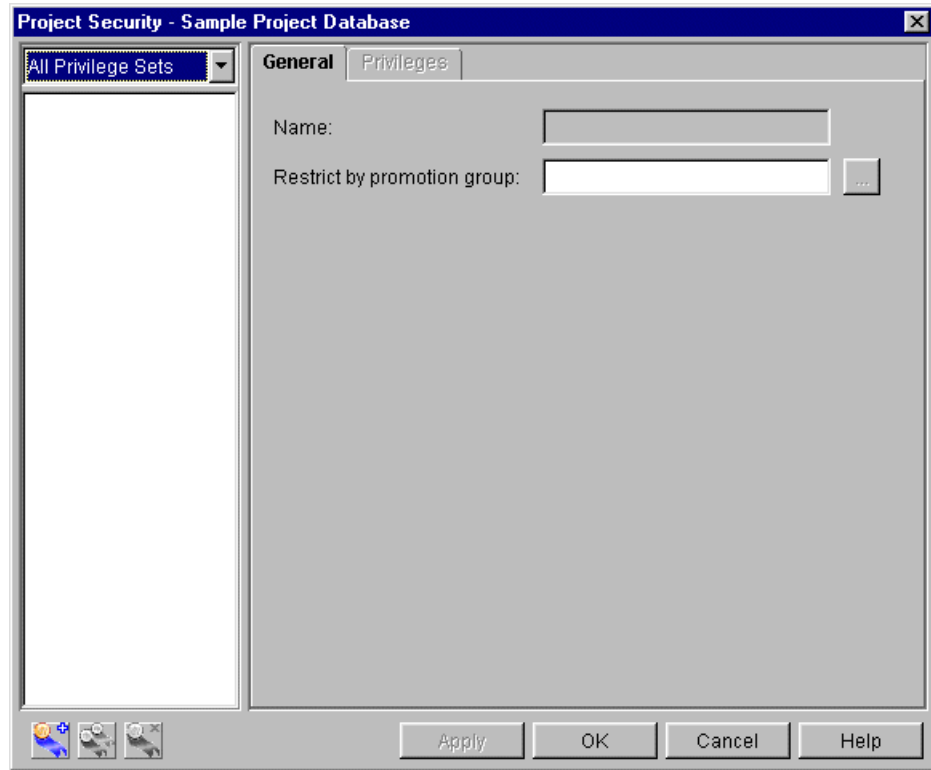 Project Security - Sample Project Database
All Privilege Sets
General
Privileges
Name:
Restrict by promotion group:
...
Apply
OK
Cancel
Help